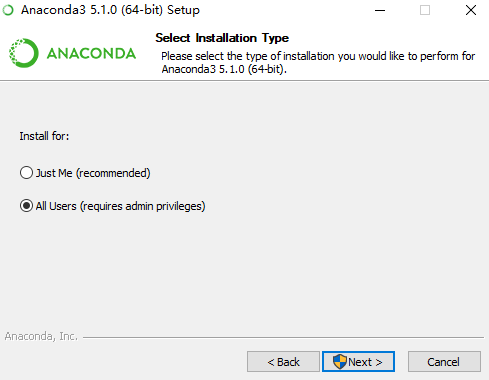 Anaconda3 5.1.0 (64-bit) Setup
ANACONDA
Select Installation Type
Please select the type of installation you would like to perform for
Anaconda3 5.1.0 (64-bit).
Install for:
Just Me (recommended)
All Users (requires admin privileges)
Anaconda, Inc.
< Back
Next >
Cancel